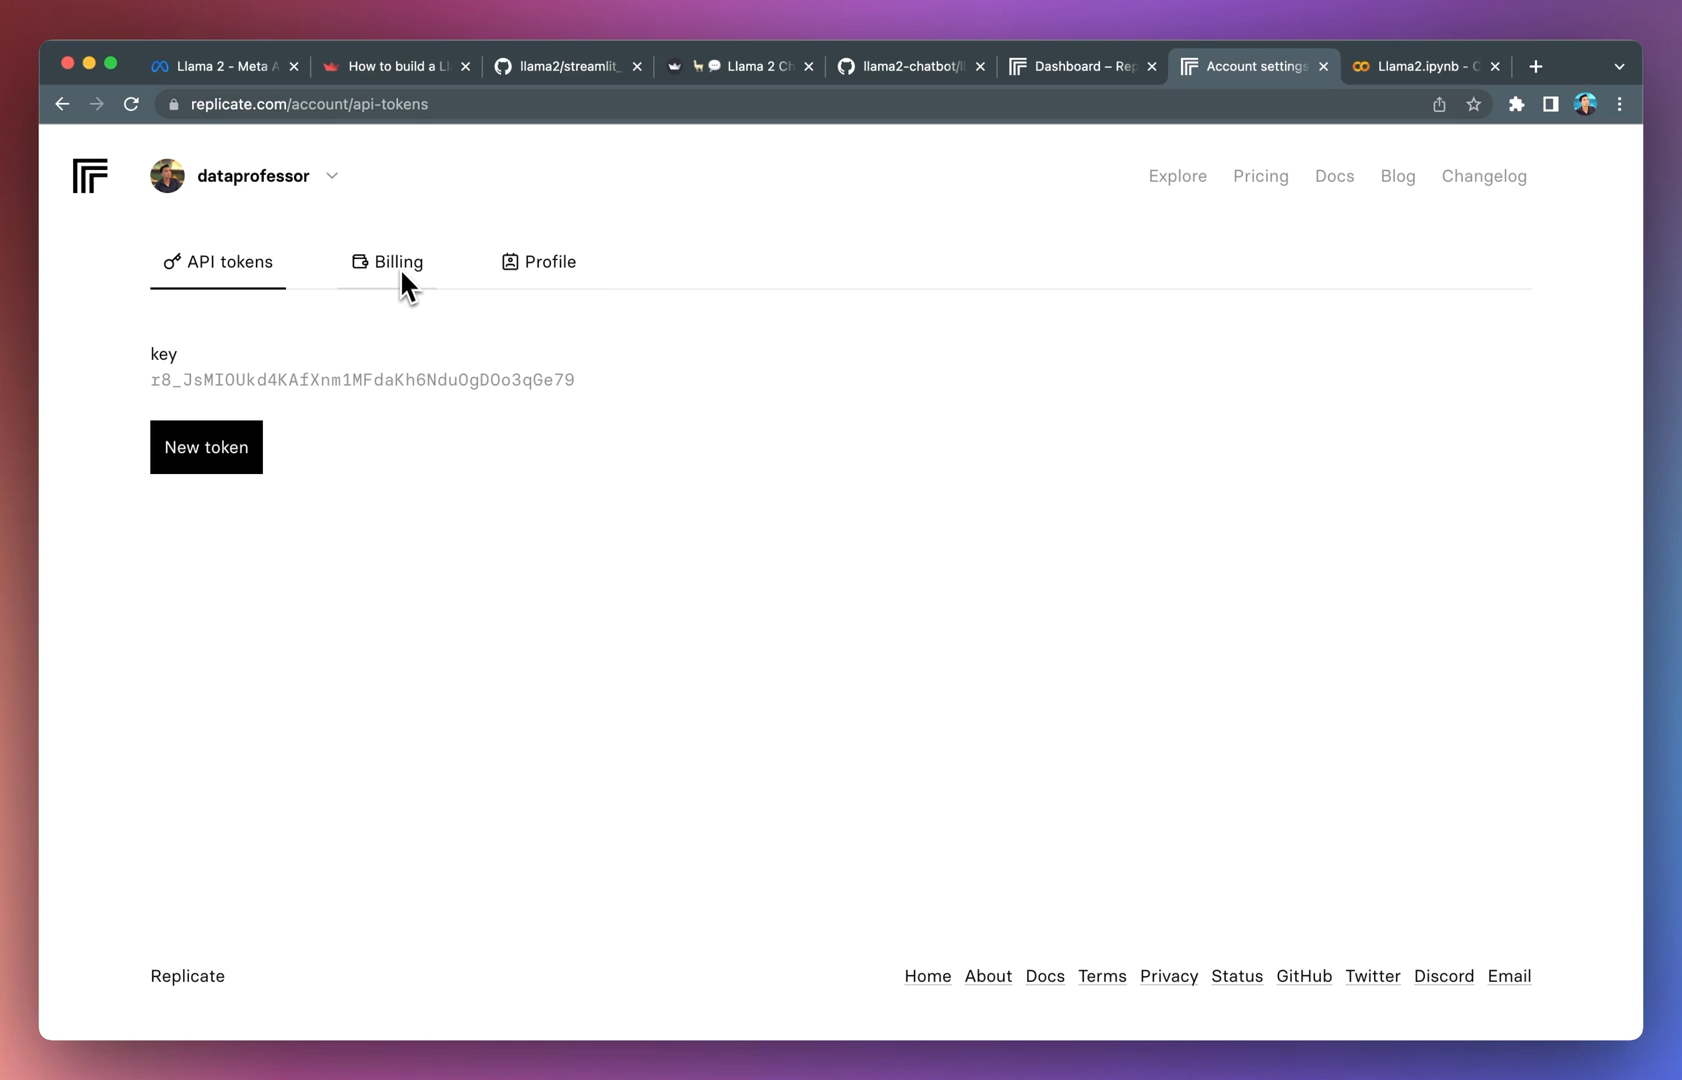 Llama 2 - Meta A
How to build a Ll
llama2/streamlit_
Llama 2 Ch
llama2-chatbot/
Dashboard – Rep
Account settings
Llama2.ipynb - C
replicate.com/account/api-tokens
dataprofessor
Explore Pricing Docs Blog Changelog
API tokens
Billing
Profile
key
New token
Replicate
Home About Docs Terms Privacy Status GitHub Twitter Discord Email